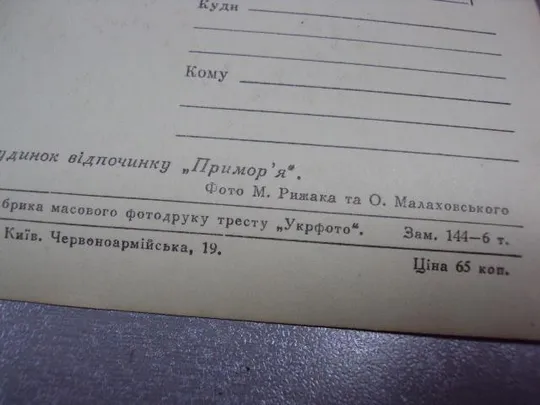 Куди
Кому
удинок відпочинку „Примор'я".
Фото М. Рижака та О. Малаховського
брика масового фотодруку тресту „Укрфото". Зам. 144—6 т.
Київ. Червоноармійська, 19. Ціна 65 коп.